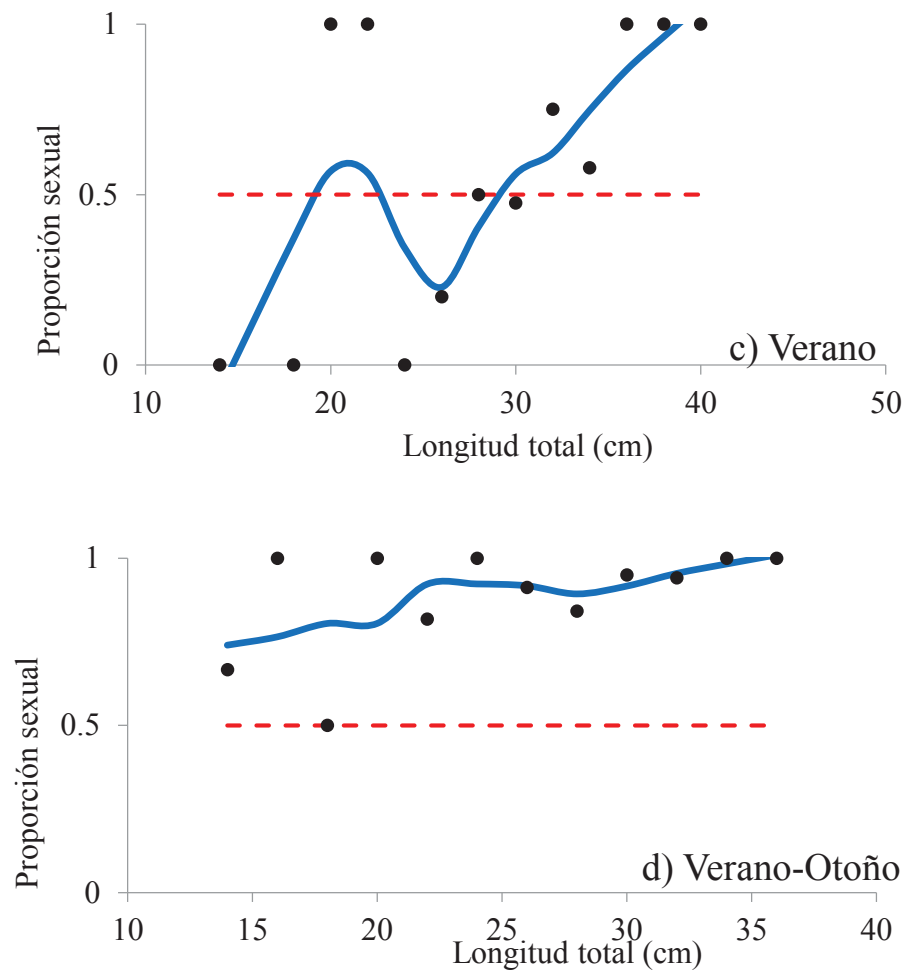 1
0.5
0
Proporción sexual
c) Verano
10 20 30 40 50
Longitud total (cm)
1
0.5
0
Proporción sexual
d) Verano-Otoño
10 15 20 25 30 35 40
Longitud total (cm)